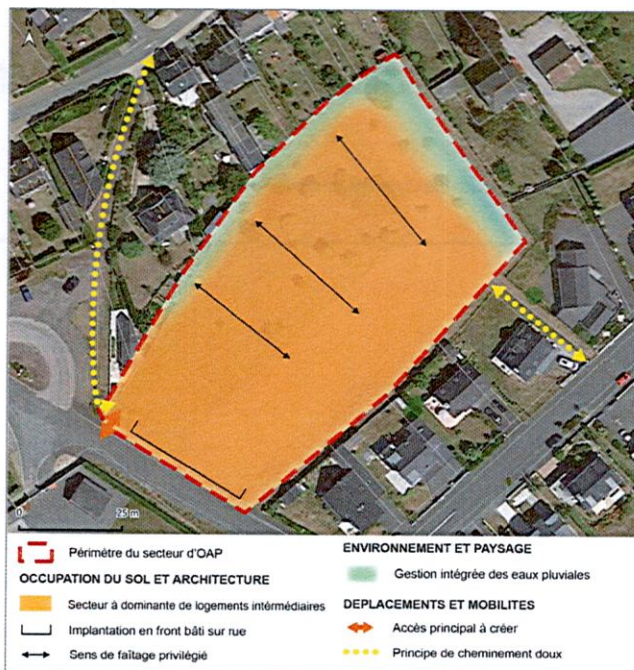 0
25 m
Périmètre du secteur d'OAP
OCCUPATION DU SOL ET ARCHITECTURE
Secteur à dominante de logements intérmédiaires
Implantation en front bâti sur rue
Sens de faîtage privilégié
ENVIRONNEMENT ET PAYSAGE
Gestion intégrée des eaux pluviales
DEPLACEMENTS ET MOBILITES
Accès principal à créer
Principe de cheminement doux